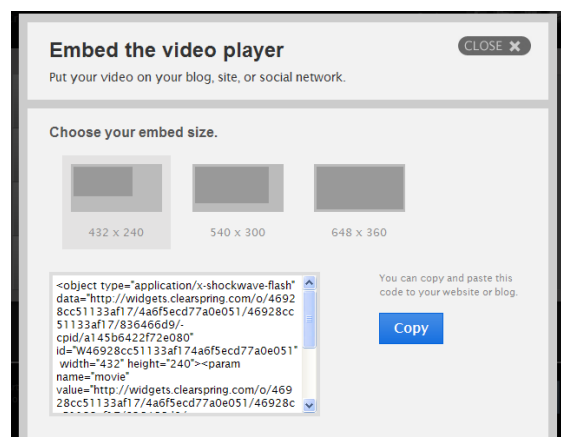 Embed the video player
CLOSE ✖
Put your video on your blog, site, or social network.
Choose your embed size.
432 x 240
540 x 300
648 x 360
<object type="application/x-shockwave-flash"
data="http://widgets.clearspring.com/o/4692
8cc51133af17/4a6f5ecd77a0e051/46928cc
51133af17/836466d9/-
cpid/a145b6422f72e080"
id="W46928cc51133af174a6f5ecd77a0e051"
width="432" height="240"><param
name="movie"
value="http://widgets.clearspring.com/o/469
28cc51133af17/4a6f5ecd77a0e051/46928c
You can copy and paste this
code to your website or blog.
Copy